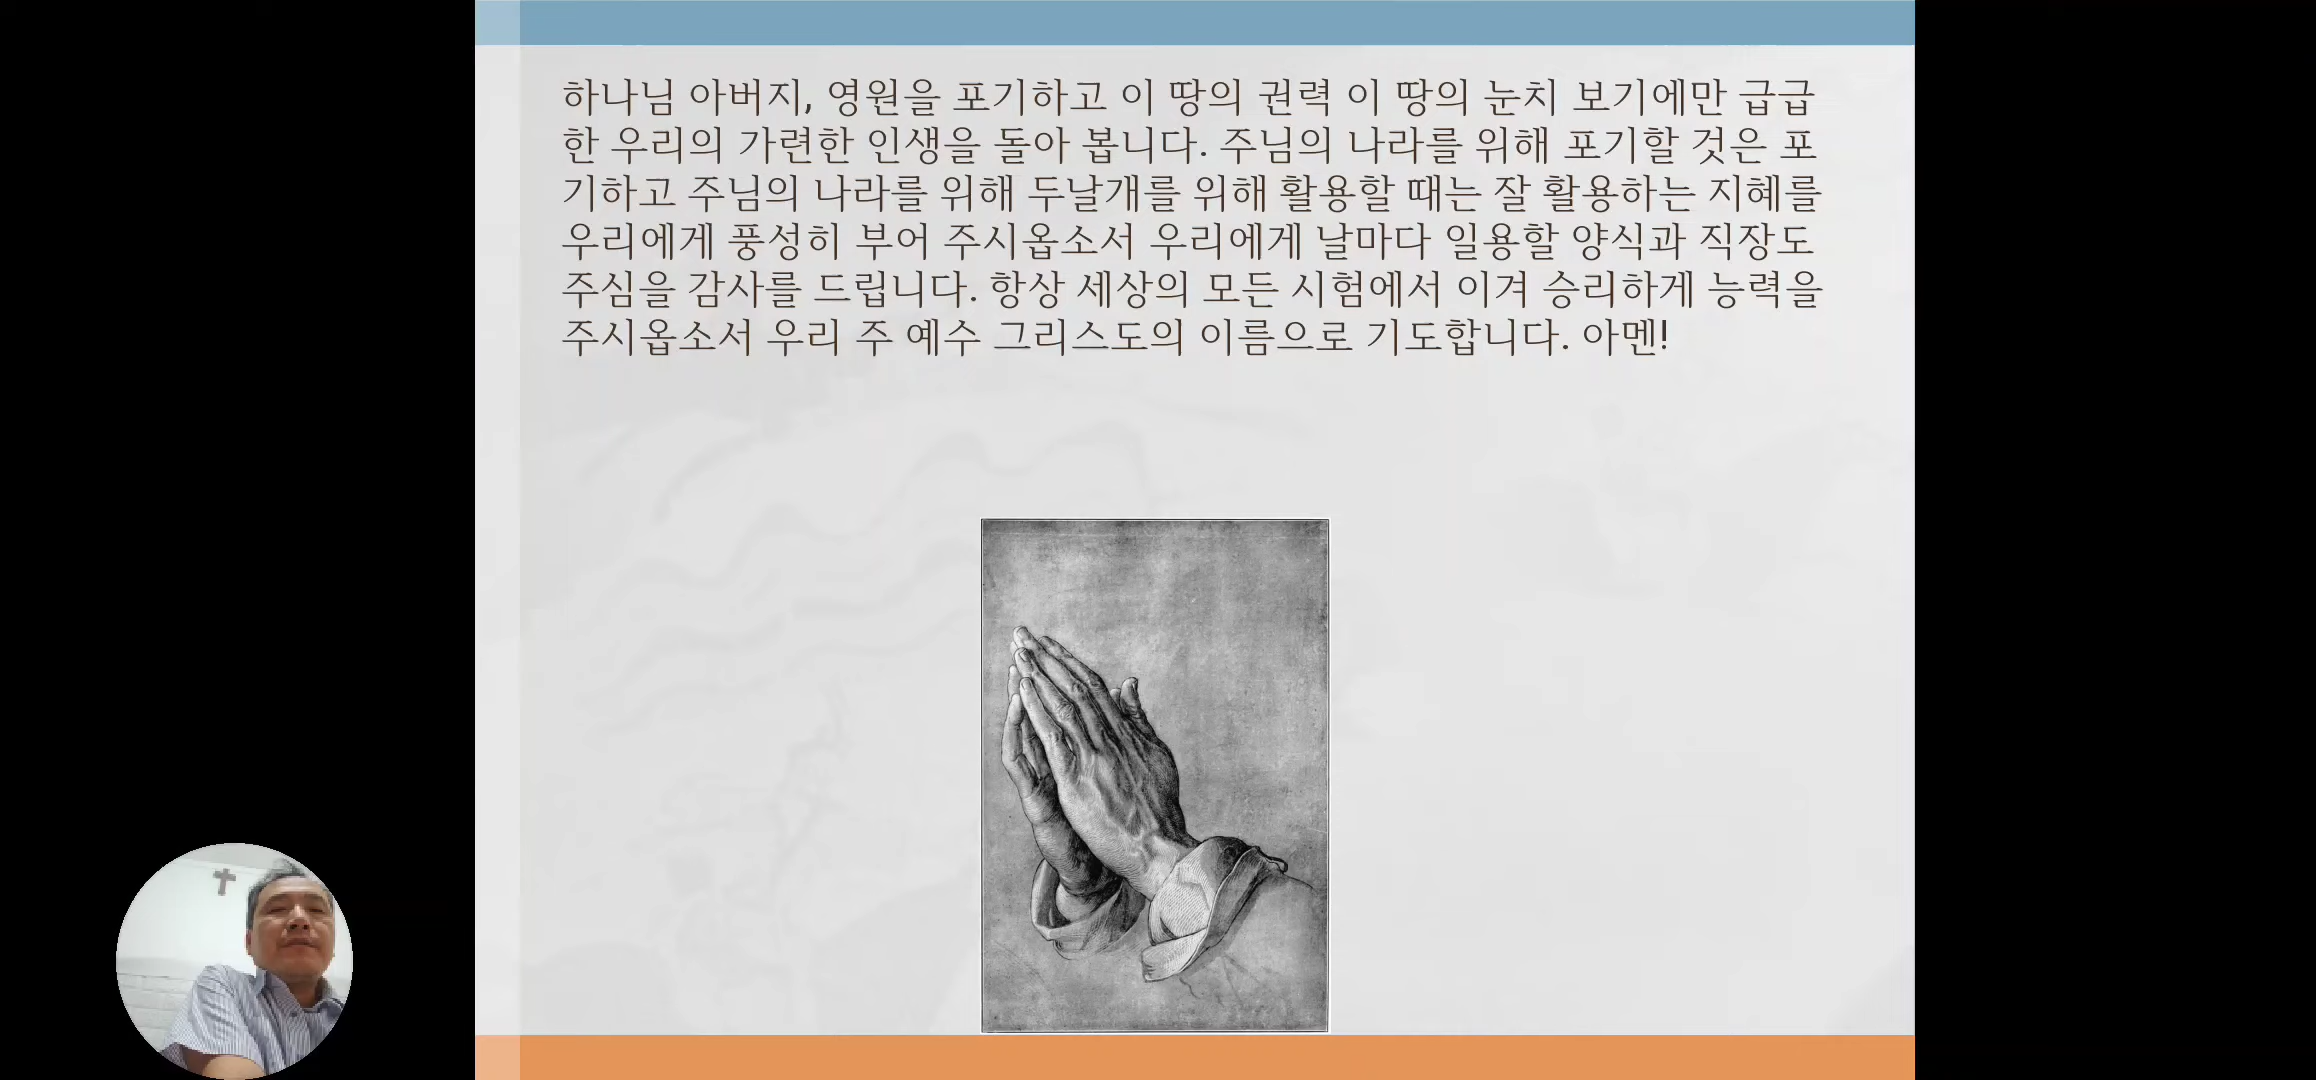 하나님 아버지, 영원을 포기하고 이 땅의 권력 이 땅의 눈치 보기에만 급급
한 우리의 가련한 인생을 돌아 봅니다. 주님의 나라를 위해 포기할 것은 포
기하고 주님의 나라를 위해 두날개를 위해 활용할 때는 잘 활용하는 지혜를
우리에게 풍성히 부어 주시옵소서 우리에게 날마다 일용할 양식과 직장도
주심을 감사를 드립니다. 항상 세상의 모든 시험에서 이겨 승리하게 능력을
주시옵소서 우리 주 예수 그리스도의 이름으로 기도합니다. 아멘!